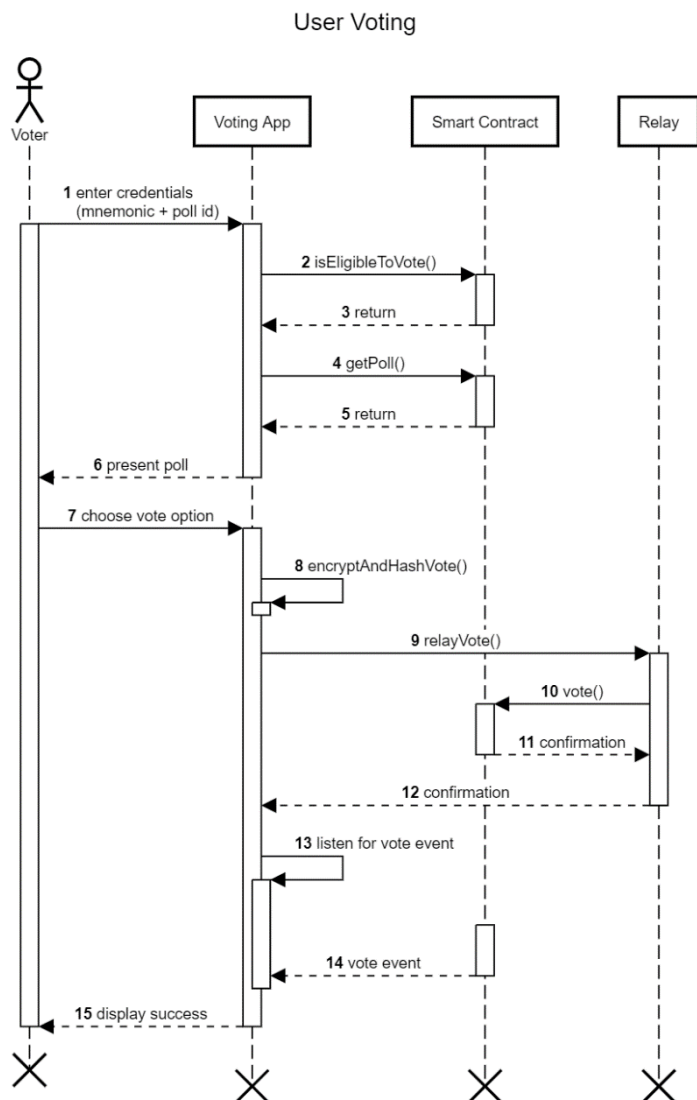 User Voting
Voter
Voting App
Smart Contract
Relay
1 enter credentials
(mnemonic + poll id)
2 isEligibleToVote()
3 return
4 getPoll()
5 return
6 present poll
7 choose vote option
8 encryptAndHashVote()
9 relayVote()
10 vote()
11 confirmation
12 confirmation
13 listen for vote event
14 vote event
15 display success